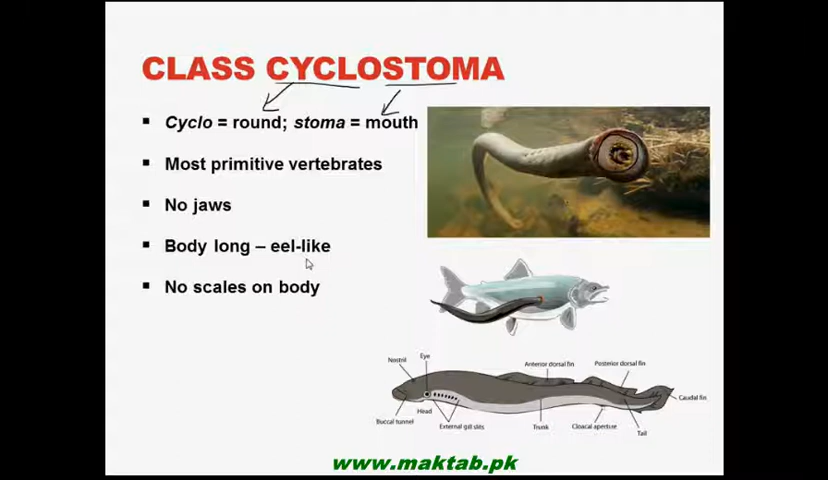 CLASS CYCLOSTOMA
Cyclo = round; stoma = mouth
Most primitive vertebrates
No jaws
Body long – eel-like
No scales on body
Nostril
Eye
Anterior dorsal fin
Posterior dorsal fin
Caudal fin
Buccal tunnel
Head
External gill slits
Trunk
Cloacal aperture
Tail
www.maktab.pk